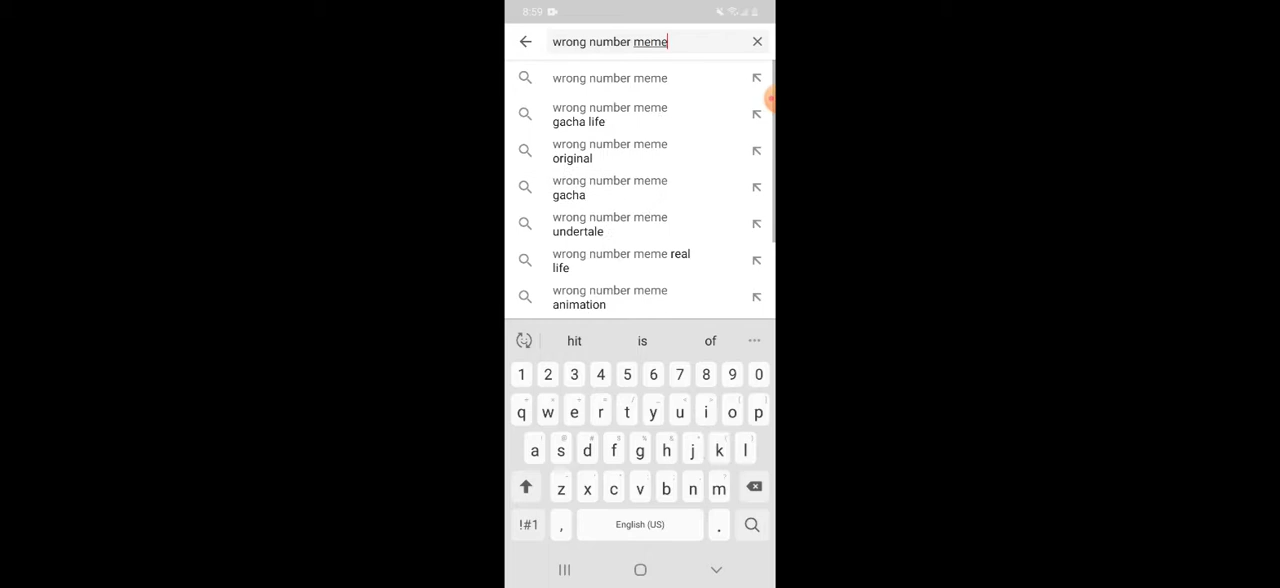 8:59
wrong number meme
wrong number meme
wrong number meme
gacha life
wrong number meme
original
wrong number meme
gacha
wrong number meme
undertale
wrong number meme real
life
wrong number meme
animation
hit is of
1 2 3 4 5 6 7 8 9 0
q w e r t y u i o p
a s d f g h j k l
z x c v b n m
!#1 , English (US) .